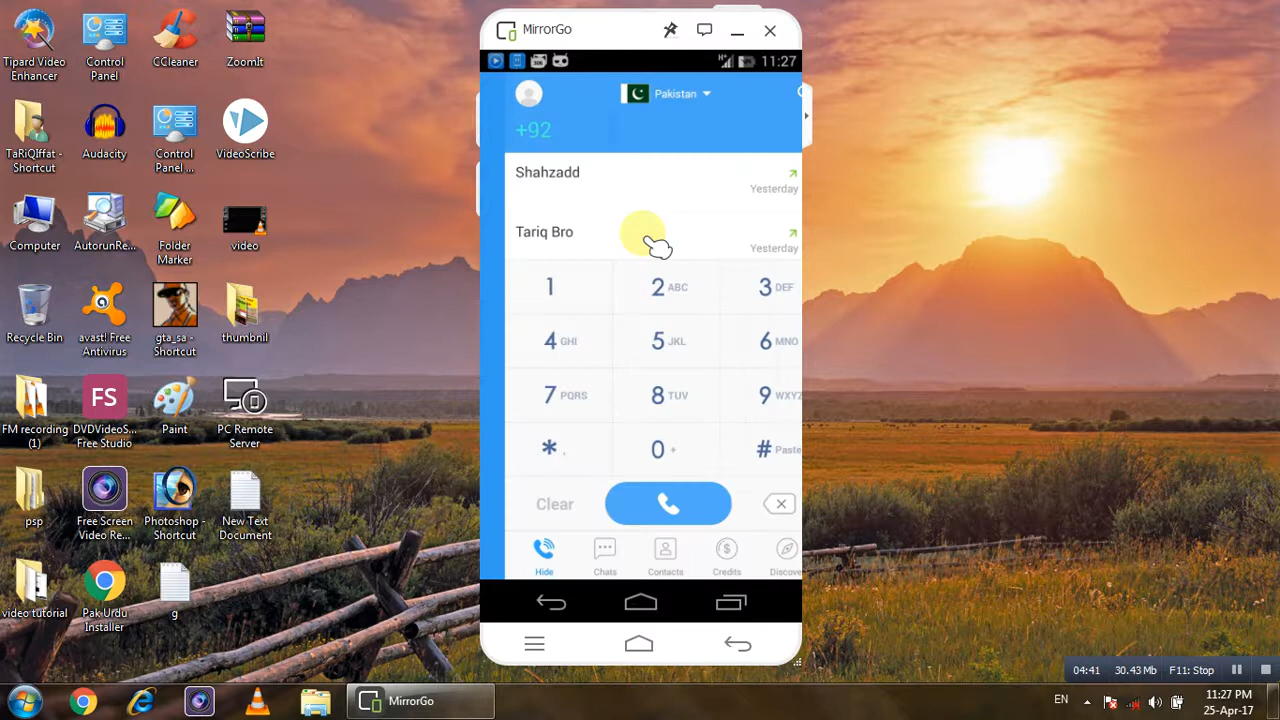 Tipard Video
Enhancer
Control
Panel
CCleaner
ZoomIt
TaRiQIffat -
Shortcut
Audacity
Control
Panel ...
VideoScribe
Computer
AutorunRe...
Folder
Marker
video
Recycle Bin
avast! Free
Antivirus
gta_sa -
Shortcut
thumbnil
FM recording
(1)
FS
DVDVideoS...
Free Studio
Paint
PC Remote
Server
psp
Free Screen
Video Re...
Photoshop -
Shortcut
New Text
Document
video tutorial
Pak Urdu
Installer
g
MirrorGo
11:27
Pakistan
+92
Shahzadd
Yesterday
Tariq Bro
Yesterday
1
2 ABC
3 DEF
4 GHI
5 JKL
6 MNO
7 PQRS
8 TUV
9 WXYZ
* ,
0 +
# Paste
Clear
Hide
Chats
Contacts
Credits
Discove
04:41
30.43 Mb
F11: Stop
MirrorGo
EN
11:27 PM
25-Apr-17